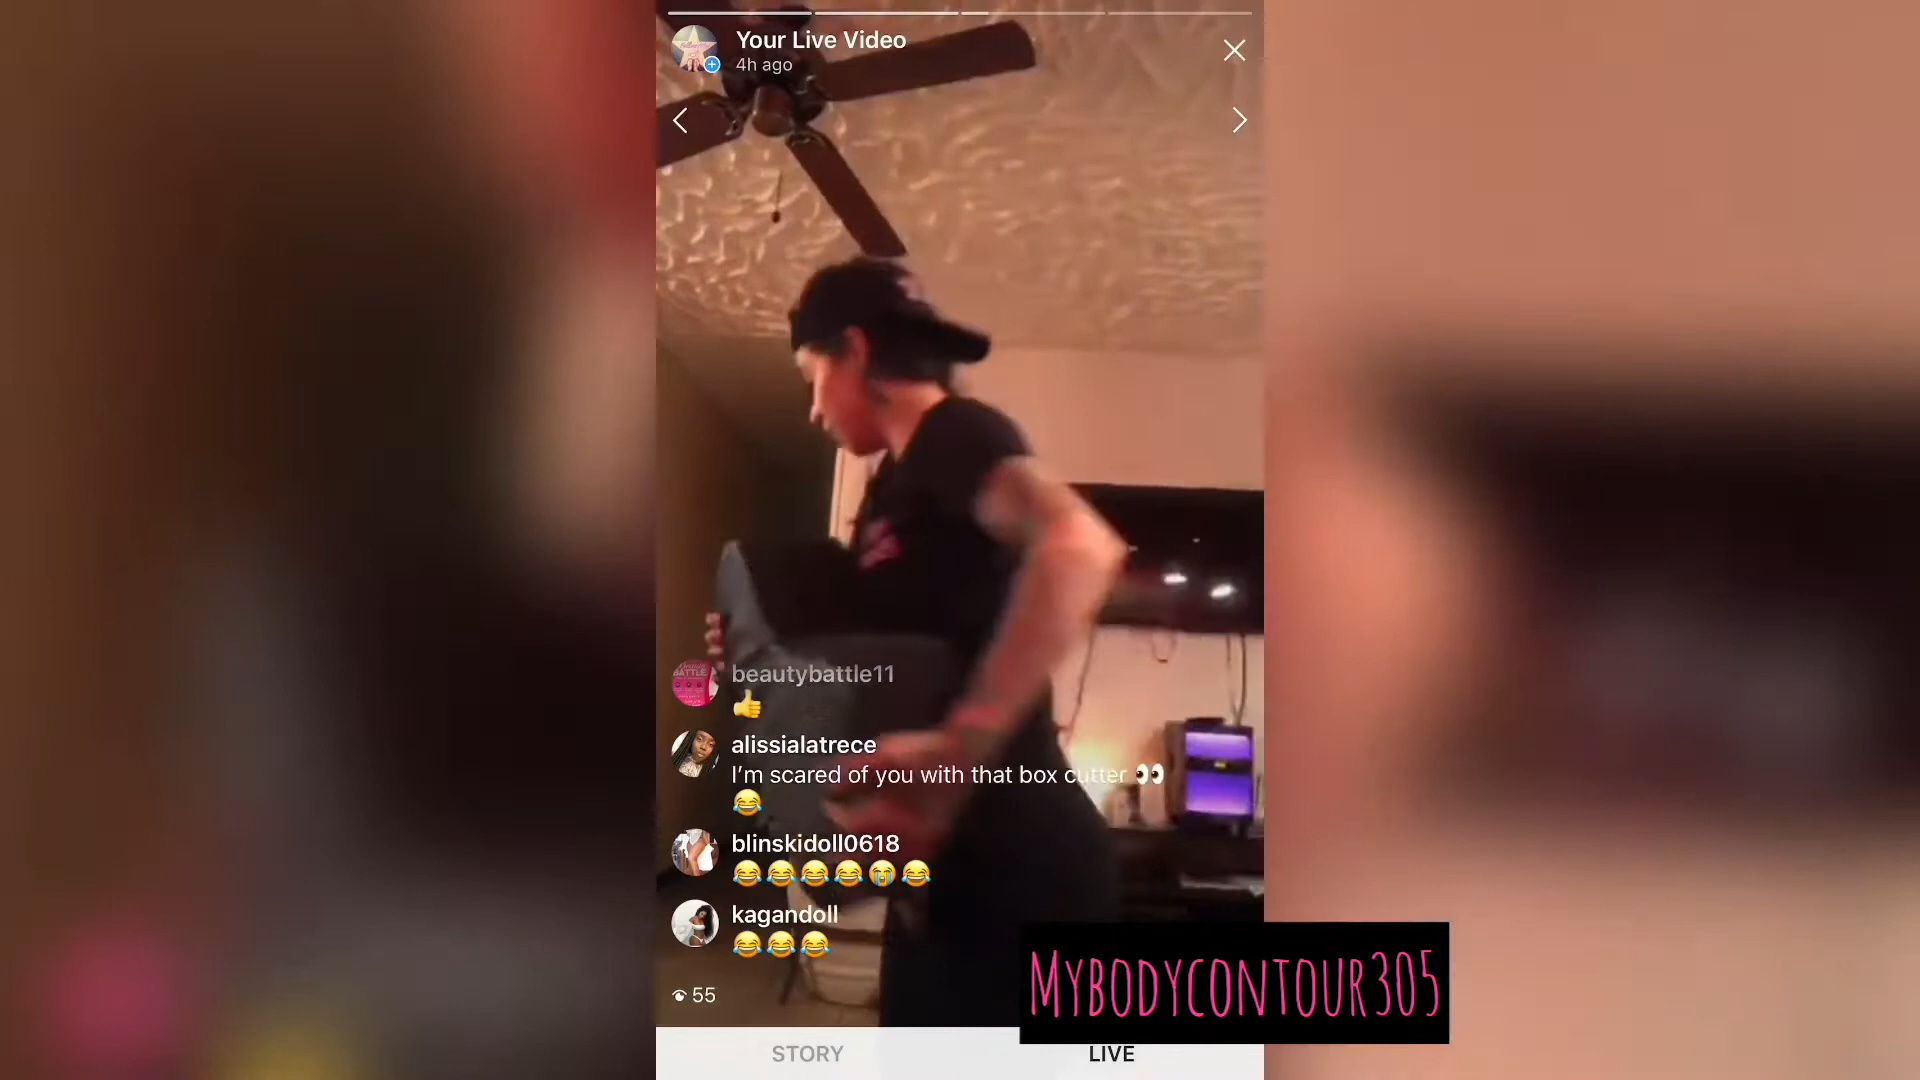 Your Live Video
4h ago
beautybattle11
👍
alissialatrece
I’m scared of you with that box cutter 👀
😂
blinskidoll0618
😂😂😂😂😭😂
kagandoll
😂😂😂
55
MYBODYCONTOUR305
STORY
LIVE